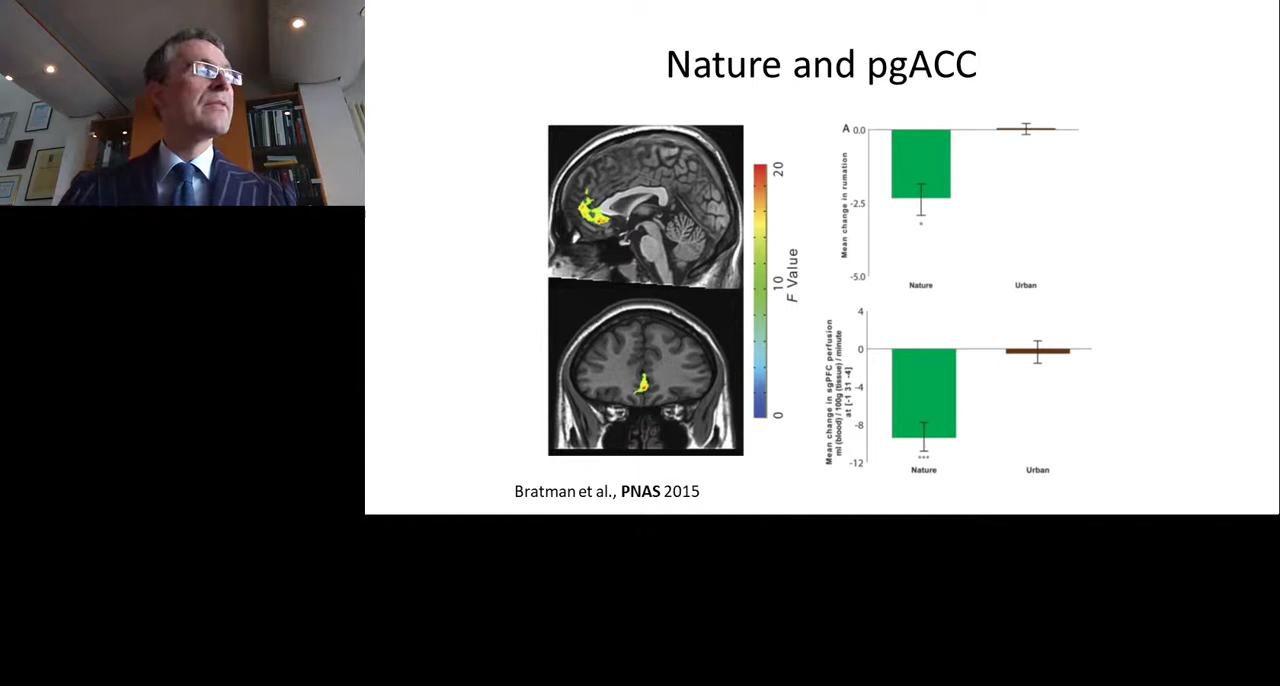 Nature and pgACC
20
10
0
F Value
A
0.0
-2.5
-5.0
Mean change in rumation
Nature
Urban
*
4
0
-4
-8
-12
Mean change in sgPFC perfusion
ml (blood) / 100g (tissue) / minute
at [-1 31 -4]
***
Nature
Urban
Bratman et al., PNAS 2015